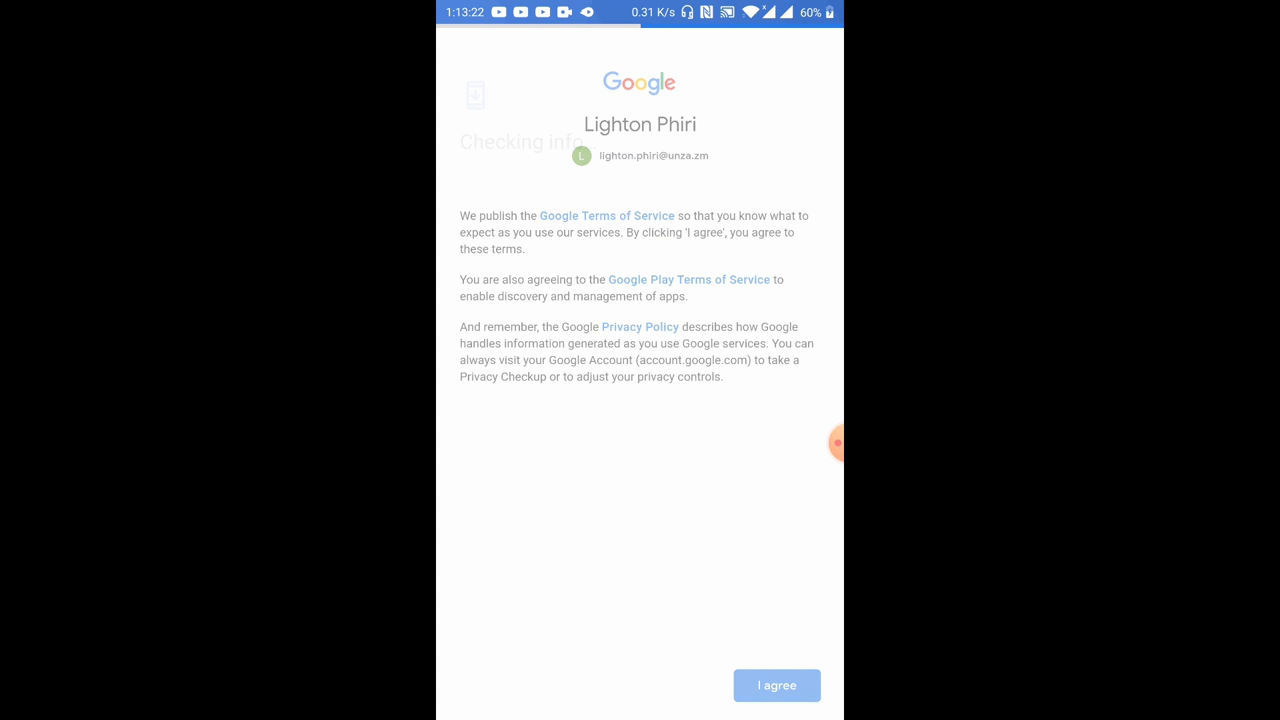 1:13:22 0.31 K/s x 60%
Google
Lighton Phiri
Checking info...
L lighton.phiri@unza.zm
We publish the Google Terms of Service so that you know what to
expect as you use our services. By clicking 'I agree', you agree to
these terms.
You are also agreeing to the Google Play Terms of Service to
enable discovery and management of apps.
And remember, the Google Privacy Policy describes how Google
handles information generated as you use Google services. You can
always visit your Google Account (account.google.com) to take a
Privacy Checkup or to adjust your privacy controls.
I agree